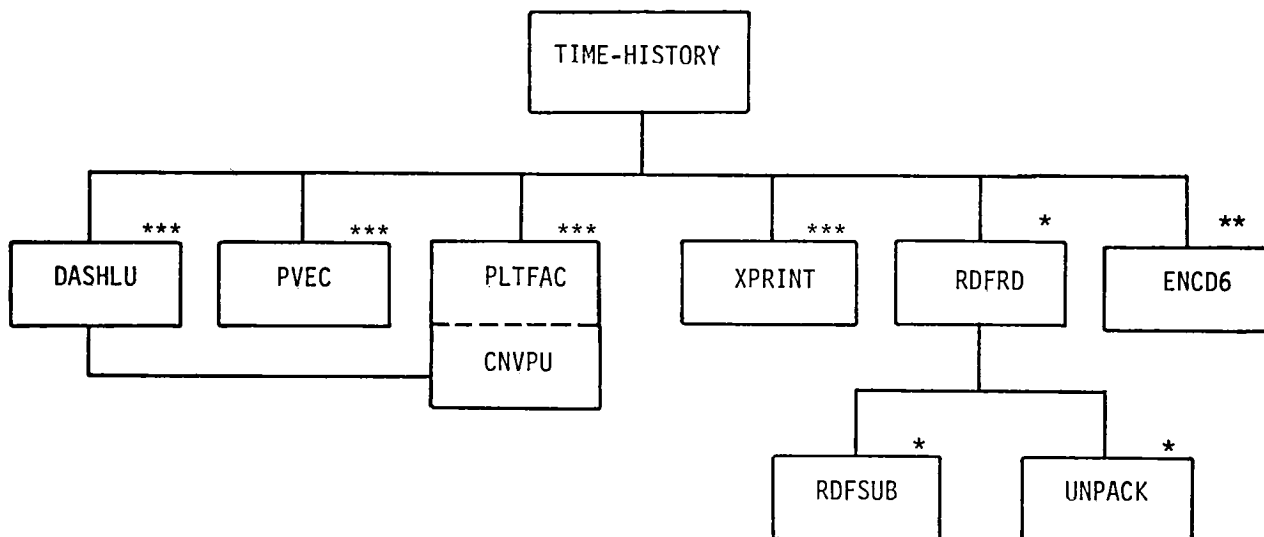 TIME-HISTORY
*** *** *** *** * **
DASHLU PVEC PLTFAC XPRINT RDFRD ENCD6
CNVPU
* *
RDFSUB UNPACK